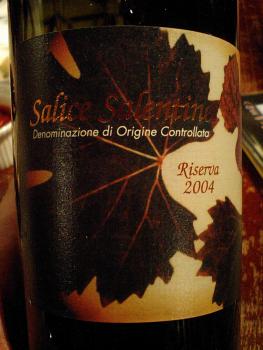 Salice Salentino
Denominazione di Origine Controllata
Riserva
2004